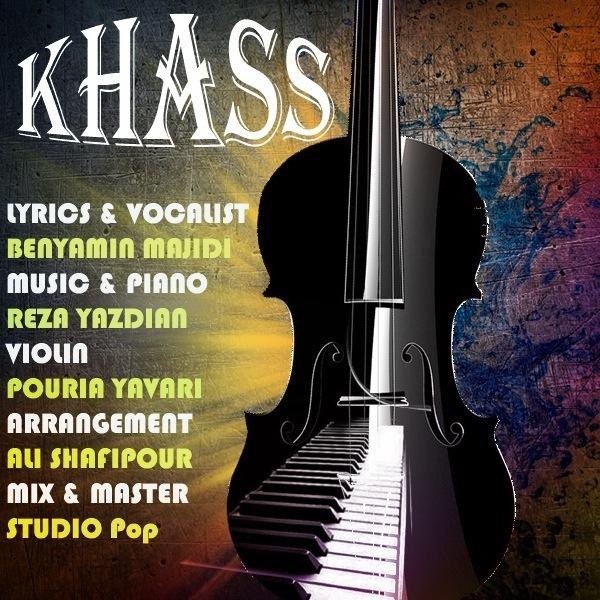 KHASS
LYRICS & VOCALIST
BENYAMIN MAJIDI
MUSIC & PIANO
REZA YAZDIAN
VIOLIN
POURIA YAVARI
ARRANGEMENT
ALI SHAFIPOUR
MIX & MASTER
STUDIO Pop